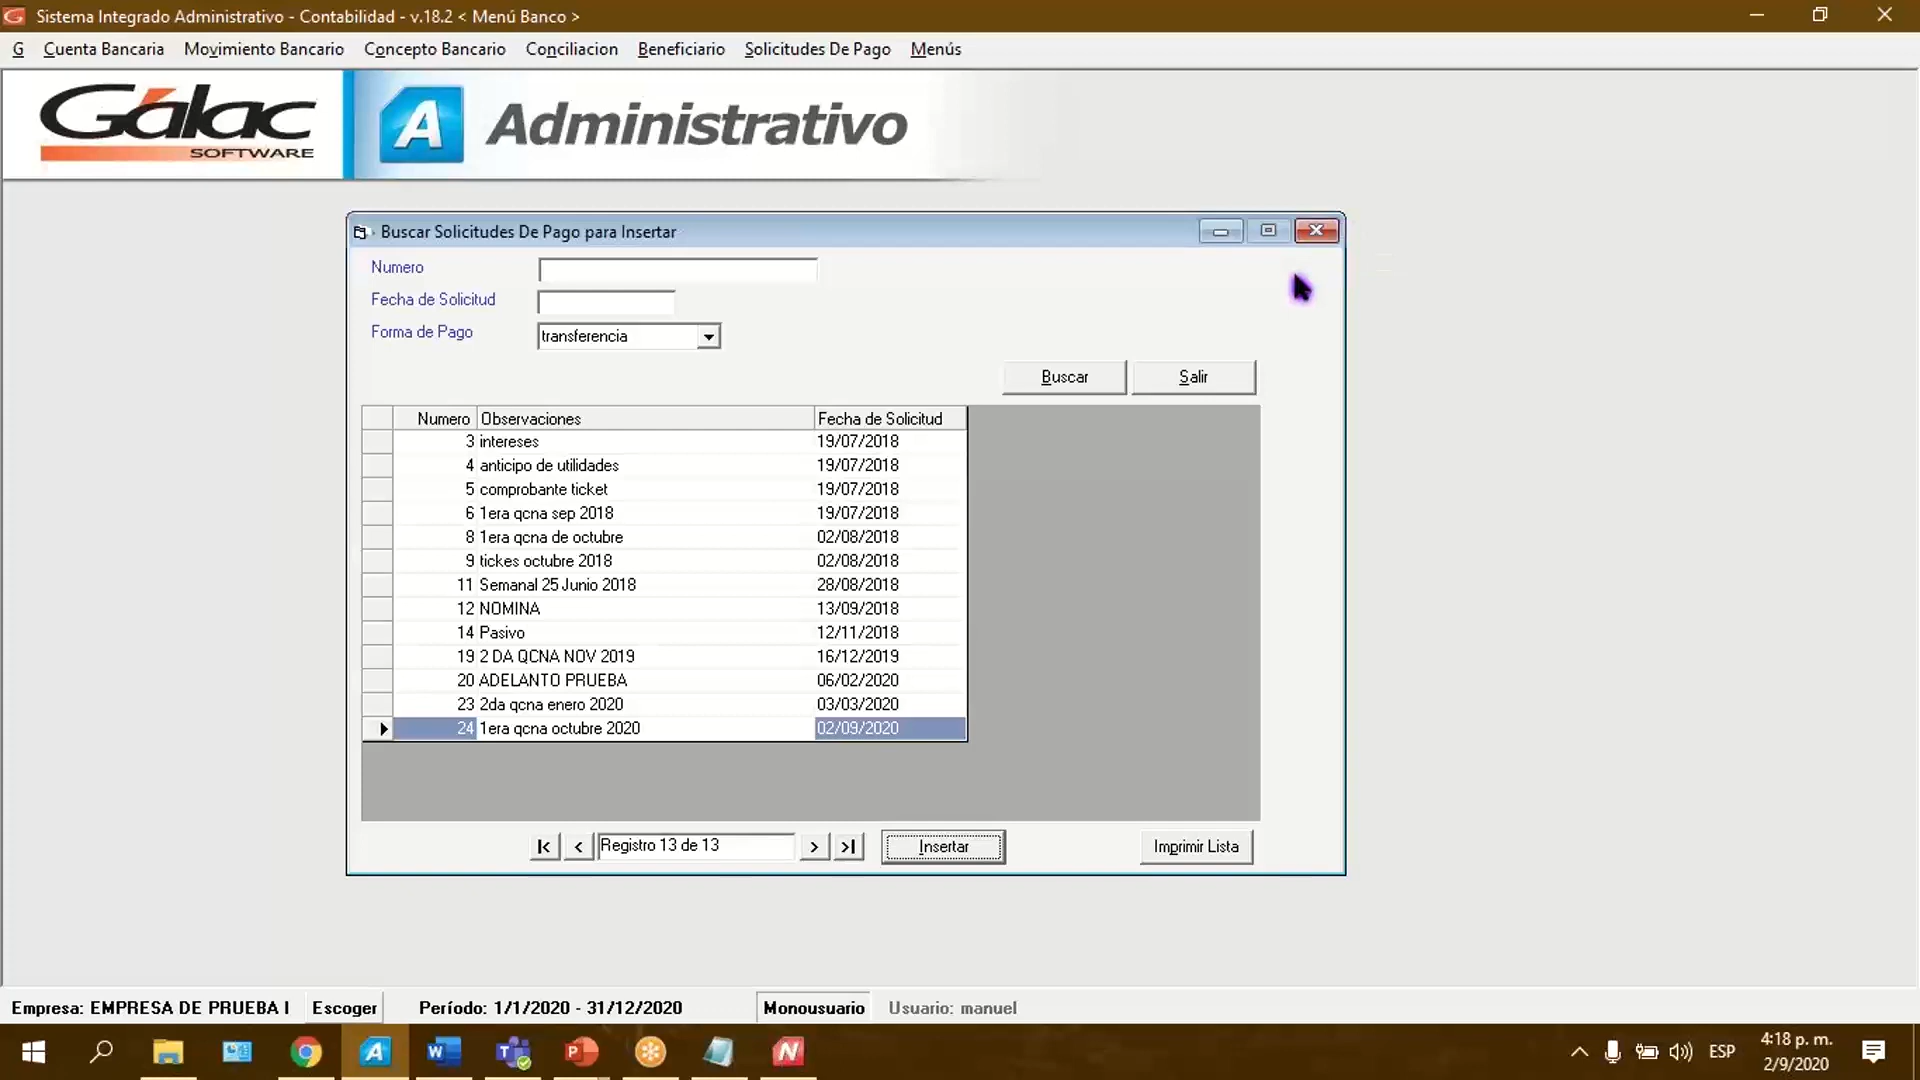 Sistema Integrado Administrativo - Contabilidad - v.18.2 < Menú Banco >
G Cuenta Bancaria Movimiento Bancario Concepto Bancario Conciliacion Beneficiario Solicitudes De Pago Menús
Gálac SOFTWARE
A Administrativo
Buscar Solicitudes De Pago para Insertar
Numero
Fecha de Solicitud
Forma de Pago transferencia
Buscar Salir
Numero Observaciones Fecha de Solicitud
3 intereses 19/07/2018
4 anticipo de utilidades 19/07/2018
5 comprobante ticket 19/07/2018
6 1era qcna sep 2018 19/07/2018
8 1era qcna de octubre 02/08/2018
9 tickes octubre 2018 02/08/2018
11 Semanal 25 Junio 2018 28/08/2018
12 NOMINA 13/09/2018
14 Pasivo 12/11/2018
19 2 DA QCNA NOV 2019 16/12/2019
20 ADELANTO PRUEBA 06/02/2020
23 2da qcna enero 2020 03/03/2020
24 1era qcna octubre 2020 02/09/2020
Registro 13 de 13 Insertar Imprimir Lista
Empresa: EMPRESA DE PRUEBA I Escoger Período: 1/1/2020 - 31/12/2020 Monousuario Usuario: manuel
ESP 4:18 p. m.
2/9/2020